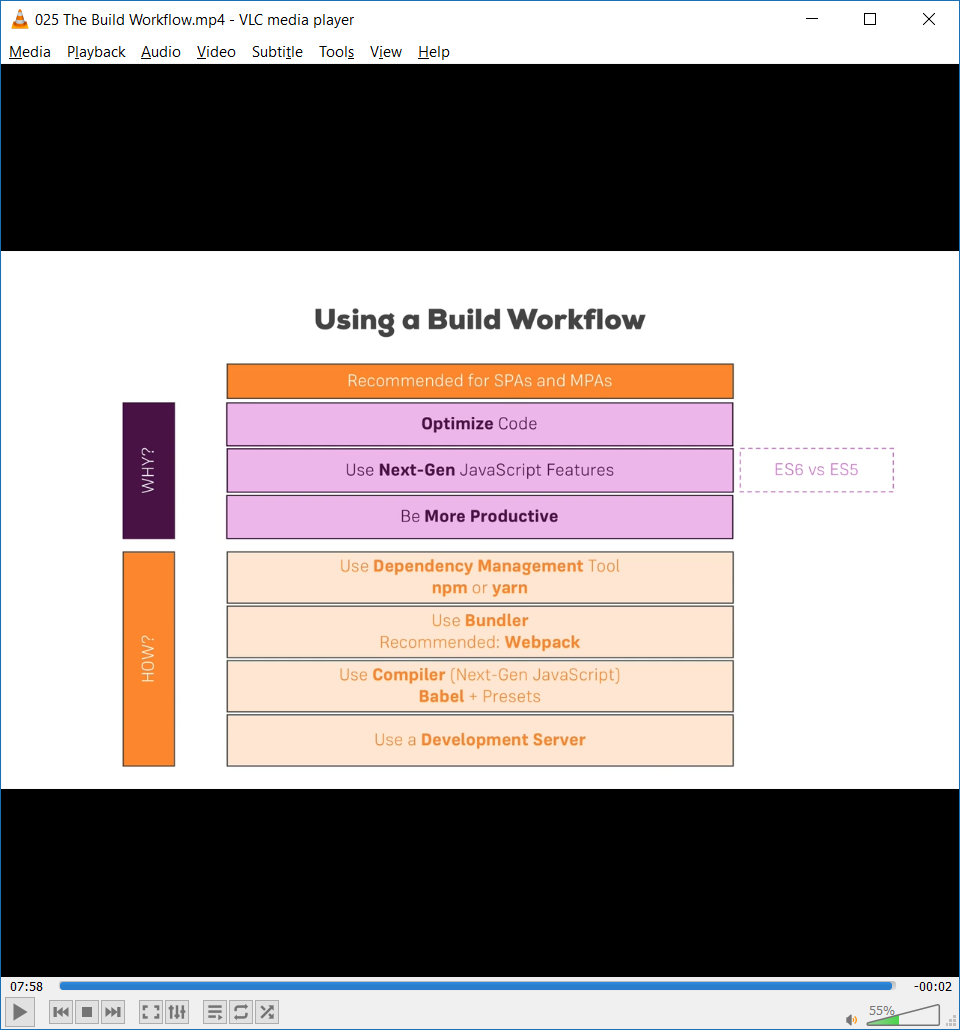 025 The Build Workflow.mp4 - VLC media player
Media Playback Audio Video Subtitle Tools View Help
Using a Build Workflow
Recommended for SPAs and MPAs
WHY?
Optimize Code
Use Next-Gen JavaScript Features
ES6 vs ES5
Be More Productive
HOW?
Use Dependency Management Tool
npm or yarn
Use Bundler
Recommended: Webpack
Use Compiler (Next-Gen JavaScript)
Babel + Presets
Use a Development Server
07:58
-00:02
55%